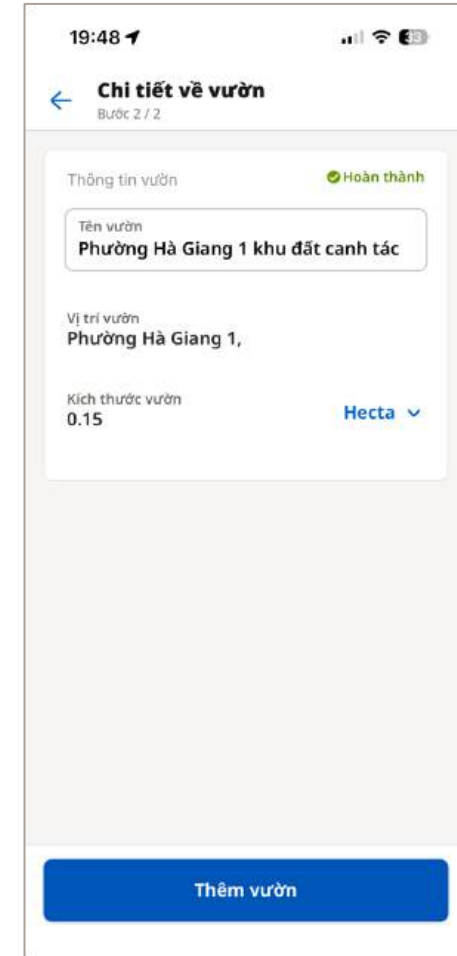 19:48
33
Chi tiết về vườn
Bước 2 / 2
Thông tin vườn
Hoàn thành
Tên vườn
Phường Hà Giang 1 khu đất canh tác
Vị trí vườn
Phường Hà Giang 1,
Kích thước vườn
0.15
Hecta
Thêm vườn